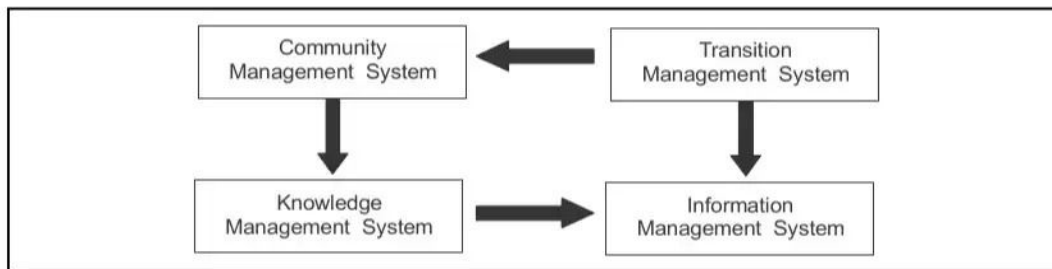 Community
Management System
Transition
Management System
Knowledge
Management System
Information
Management System